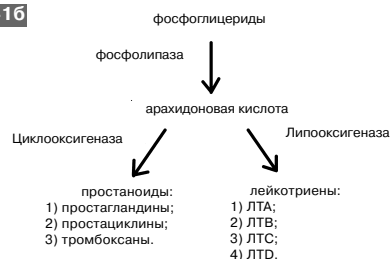 1б
фосфоглицериды
фосфолипаза
арахидоновая кислота
Циклооксигеназа
Липооксигеназа
простаноиды:
1) простагландины;
2) простациклины;
3) тромбоксаны.
лейкотриены:
1) ЛТА;
2) ЛТВ;
3) ЛТС;
4) ЛТD.